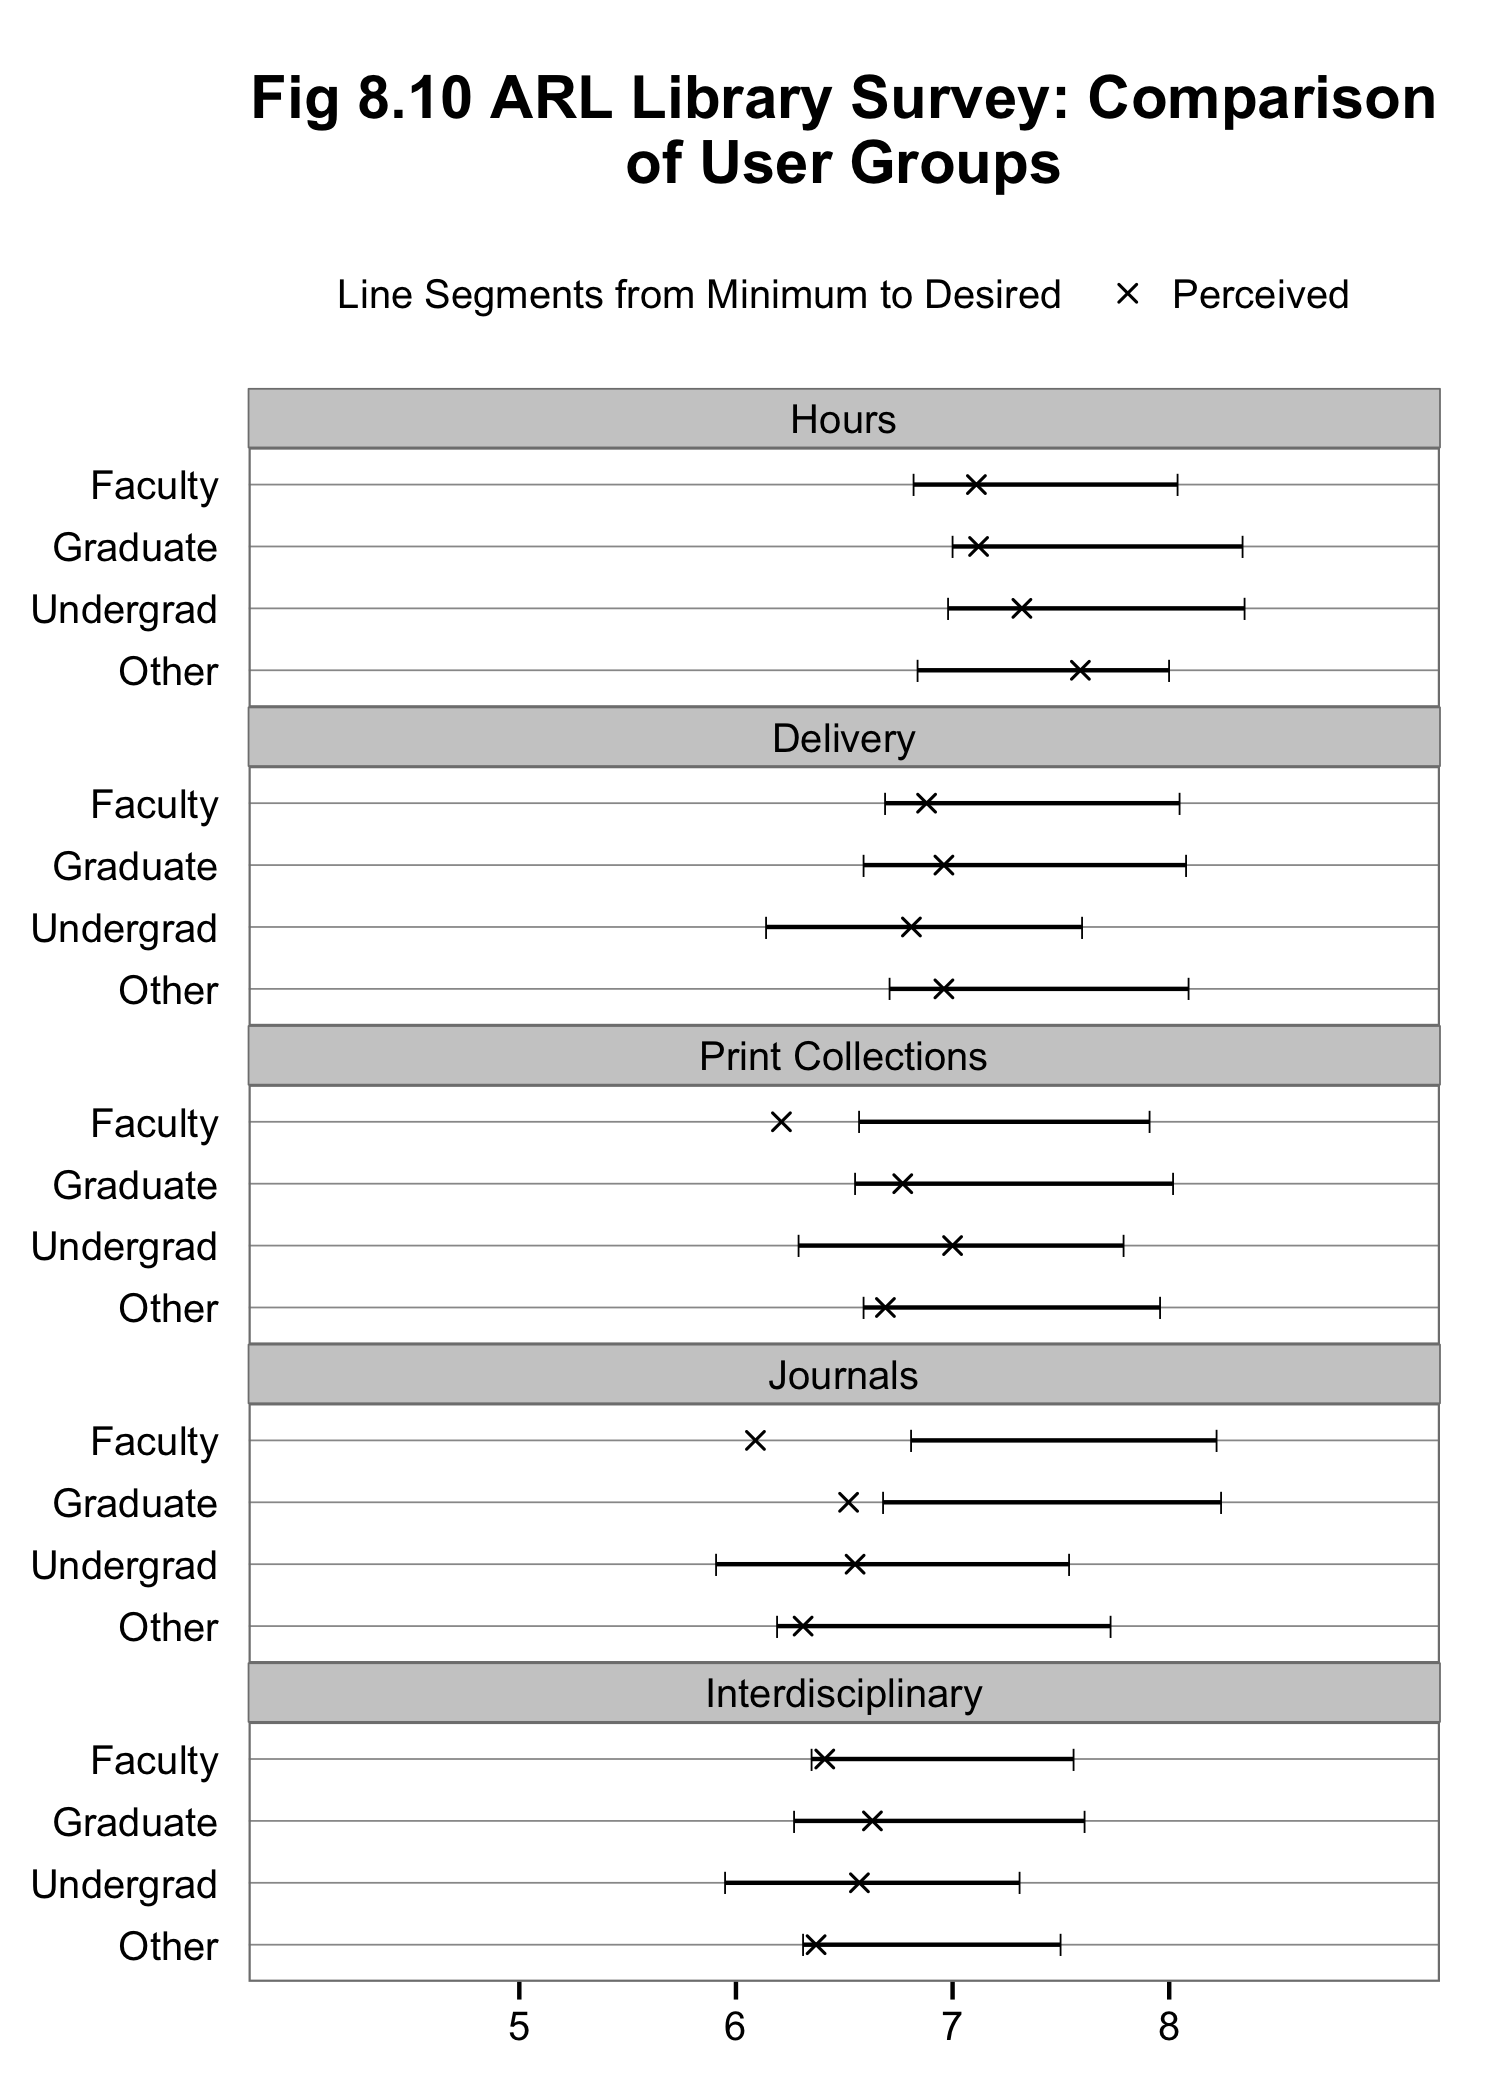 Fig 8.10 ARL Library Survey: Comparison
of User Groups
Line Segments from Minimum to Desired × Perceived
Hours
Faculty
Graduate
Undergrad
Other
Delivery
Faculty
Graduate
Undergrad
Other
Print Collections
Faculty
Graduate
Undergrad
Other
Journals
Faculty
Graduate
Undergrad
Other
Interdisciplinary
Faculty
Graduate
Undergrad
Other
5 6 7 8